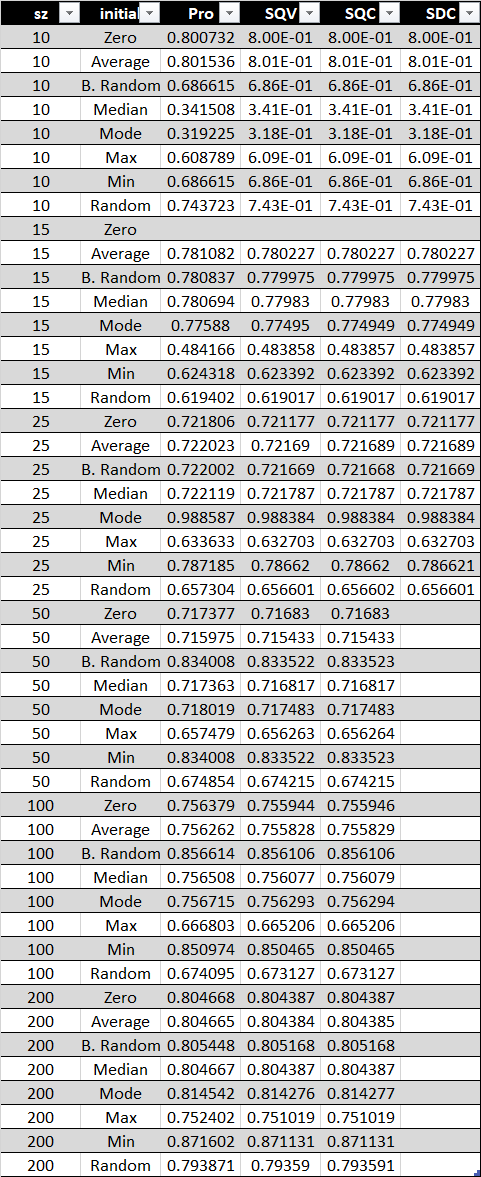 sz initial Pro SQV SQC SDC
10 Zero 0.800732 8.00E-01 8.00E-01 8.00E-01
10 Average 0.801536 8.01E-01 8.01E-01 8.01E-01
10 B. Random 0.686615 6.86E-01 6.86E-01 6.86E-01
10 Median 0.341508 3.41E-01 3.41E-01 3.41E-01
10 Mode 0.319225 3.18E-01 3.18E-01 3.18E-01
10 Max 0.608789 6.09E-01 6.09E-01 6.09E-01
10 Min 0.686615 6.86E-01 6.86E-01 6.86E-01
10 Random 0.743723 7.43E-01 7.43E-01 7.43E-01
15 Zero
15 Average 0.781082 0.780227 0.780227 0.780227
15 B. Random 0.780837 0.779975 0.779975 0.779975
15 Median 0.780694 0.77983 0.77983 0.77983
15 Mode 0.77588 0.77495 0.774949 0.774949
15 Max 0.484166 0.483858 0.483857 0.483857
15 Min 0.624318 0.623392 0.623392 0.623392
15 Random 0.619402 0.619017 0.619017 0.619017
25 Zero 0.721806 0.721177 0.721177 0.721177
25 Average 0.722023 0.72169 0.721689 0.721689
25 B. Random 0.722002 0.721669 0.721668 0.721669
25 Median 0.722119 0.721787 0.721787 0.721787
25 Mode 0.988587 0.988384 0.988384 0.988384
25 Max 0.633633 0.632703 0.632703 0.632703
25 Min 0.787185 0.78662 0.78662 0.786621
25 Random 0.657304 0.656601 0.656602 0.656601
50 Zero 0.717377 0.71683 0.71683
50 Average 0.715975 0.715433 0.715433
50 B. Random 0.834008 0.833522 0.833523
50 Median 0.717363 0.716817 0.716817
50 Mode 0.718019 0.717483 0.717483
50 Max 0.657479 0.656263 0.656264
50 Min 0.834008 0.833522 0.833523
50 Random 0.674854 0.674215 0.674215
100 Zero 0.756379 0.755944 0.755946
100 Average 0.756262 0.755828 0.755829
100 B. Random 0.856614 0.856106 0.856106
100 Median 0.756508 0.756077 0.756079
100 Mode 0.756715 0.756293 0.756294
100 Max 0.666803 0.665206 0.665206
100 Min 0.850974 0.850465 0.850465
100 Random 0.674095 0.673127 0.673127
200 Zero 0.804668 0.804387 0.804387
200 Average 0.804665 0.804384 0.804385
200 B. Random 0.805448 0.805168 0.805168
200 Median 0.804667 0.804387 0.804387
200 Mode 0.814542 0.814276 0.814277
200 Max 0.752402 0.751019 0.751019
200 Min 0.871602 0.871131 0.871131
200 Random 0.793871 0.79359 0.793591